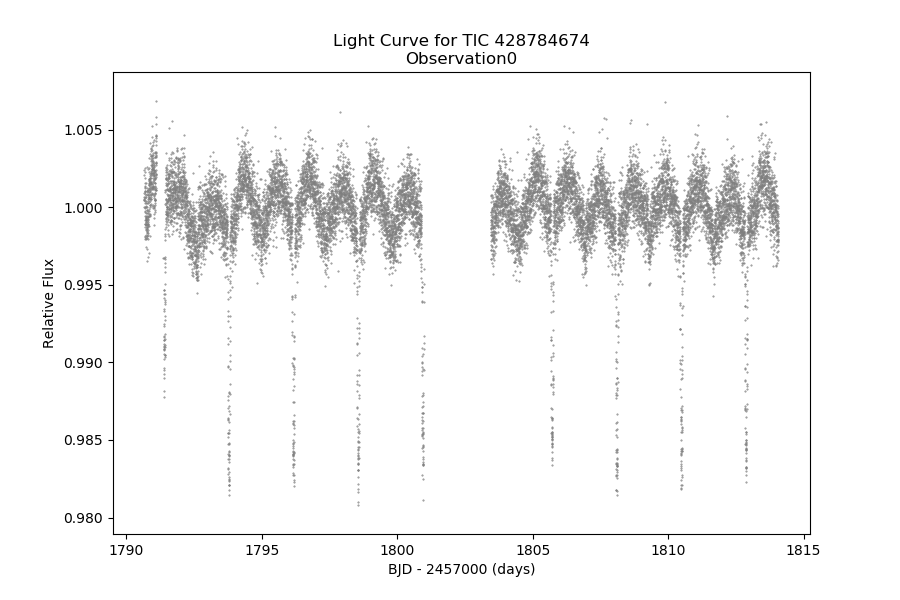 Light Curve for TIC 428784674
Observation0
1.005
1.000
0.995
0.990
0.985
0.980
Relative Flux
1790 1795 1800 1805 1810 1815
BJD - 2457000 (days)